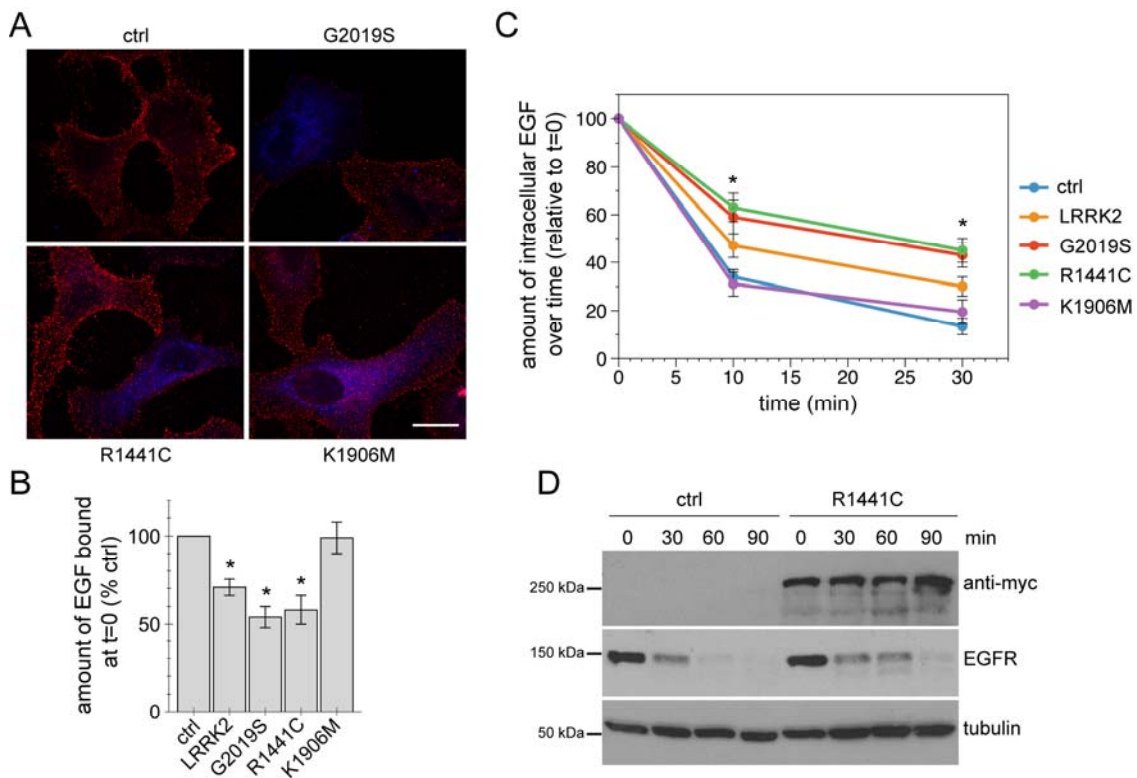 A
ctrl
G2019S
R1441C
K1906M
B
amount of EGF bound
at t=0 (% ctrl)
100
50
0
*
*
*
ctrl
LRRK2
G2019S
R1441C
K1906M
C
amount of intracellular EGF
over time (relative to t=0)
100
80
60
40
20
0
*
*
0
5
10
15
20
25
30
time (min)
ctrl
LRRK2
G2019S
R1441C
K1906M
D
ctrl
R1441C
0 30 60 90 0 30 60 90 min
250 kDa
anti-myc
150 kDa
EGFR
50 kDa
tubulin